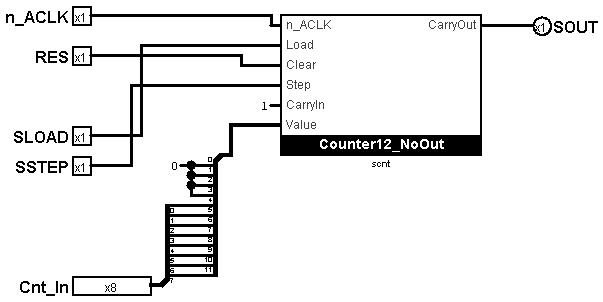 n_ACLK x1
RES x1
SLOAD x1
SSTEP x1
Cnt_In x8
n_ACLK CarryOut
Load
Clear
Step
1 CarryIn
Value
Counter12_NoOut
scnt
x1 SOUT
0
0
1
2
3
4
5
6
7
8
9
10
11
0
1
2
3
4
5
6
7